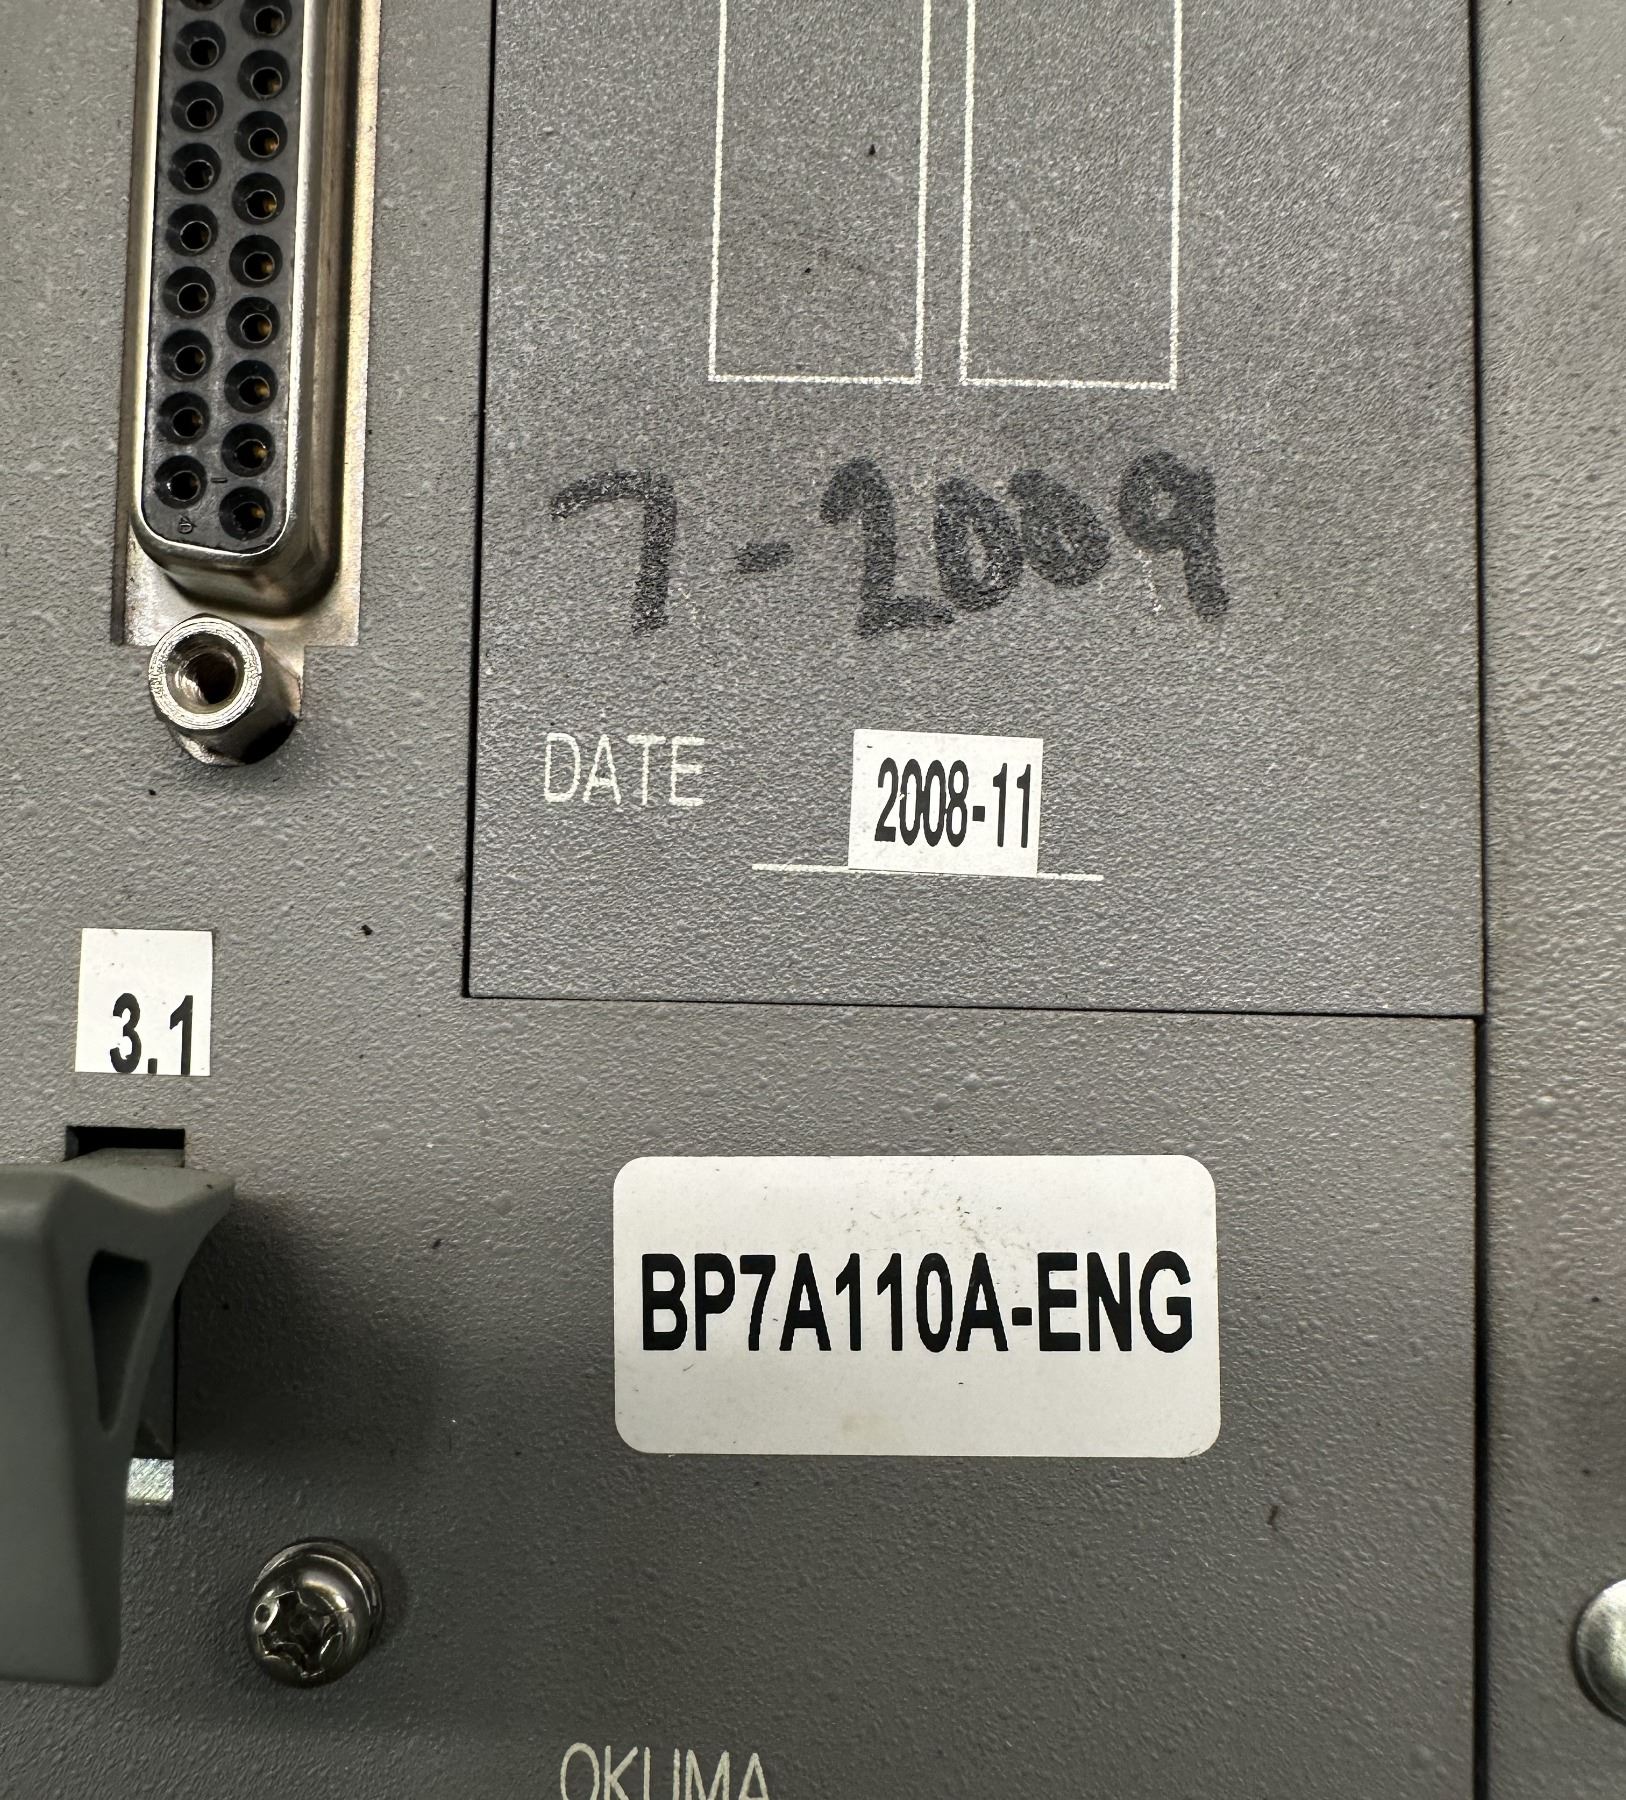 7-2009
DATE 2008-11
3.1
BP7A110A-ENG
OKUMA